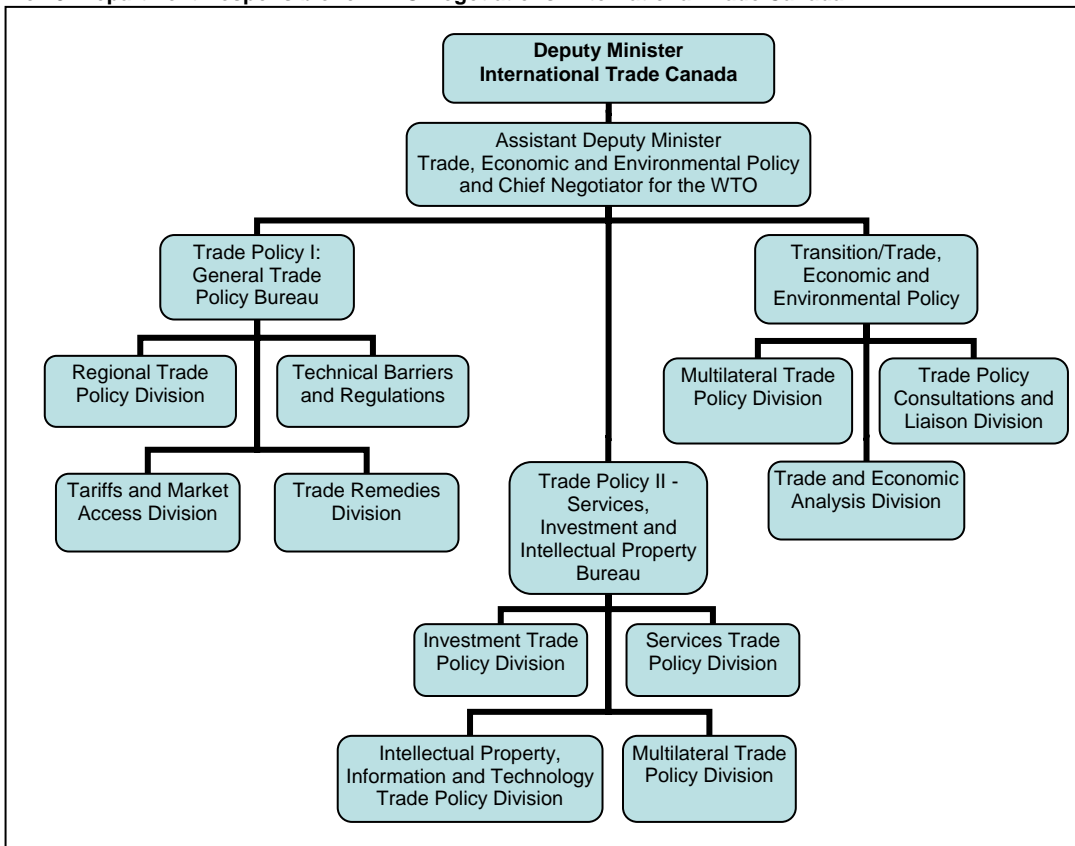 Deputy Minister
International Trade Canada
Assistant Deputy Minister
Trade, Economic and Environmental Policy
and Chief Negotiator for the WTO
Trade Policy I:
General Trade
Policy Bureau
Transition/Trade,
Economic and
Environmental Policy
Regional Trade
Policy Division
Technical Barriers
and Regulations
Multilateral Trade
Policy Division
Trade Policy
Consultations and
Liaison Division
Tariffs and Market
Access Division
Trade Remedies
Division
Trade Policy II -
Services,
Investment and
Intellectual Property
Bureau
Trade and Economic
Analysis Division
Investment Trade
Policy Division
Services Trade
Policy Division
Intellectual Property,
Information and Technology
Trade Policy Division
Multilateral Trade
Policy Division